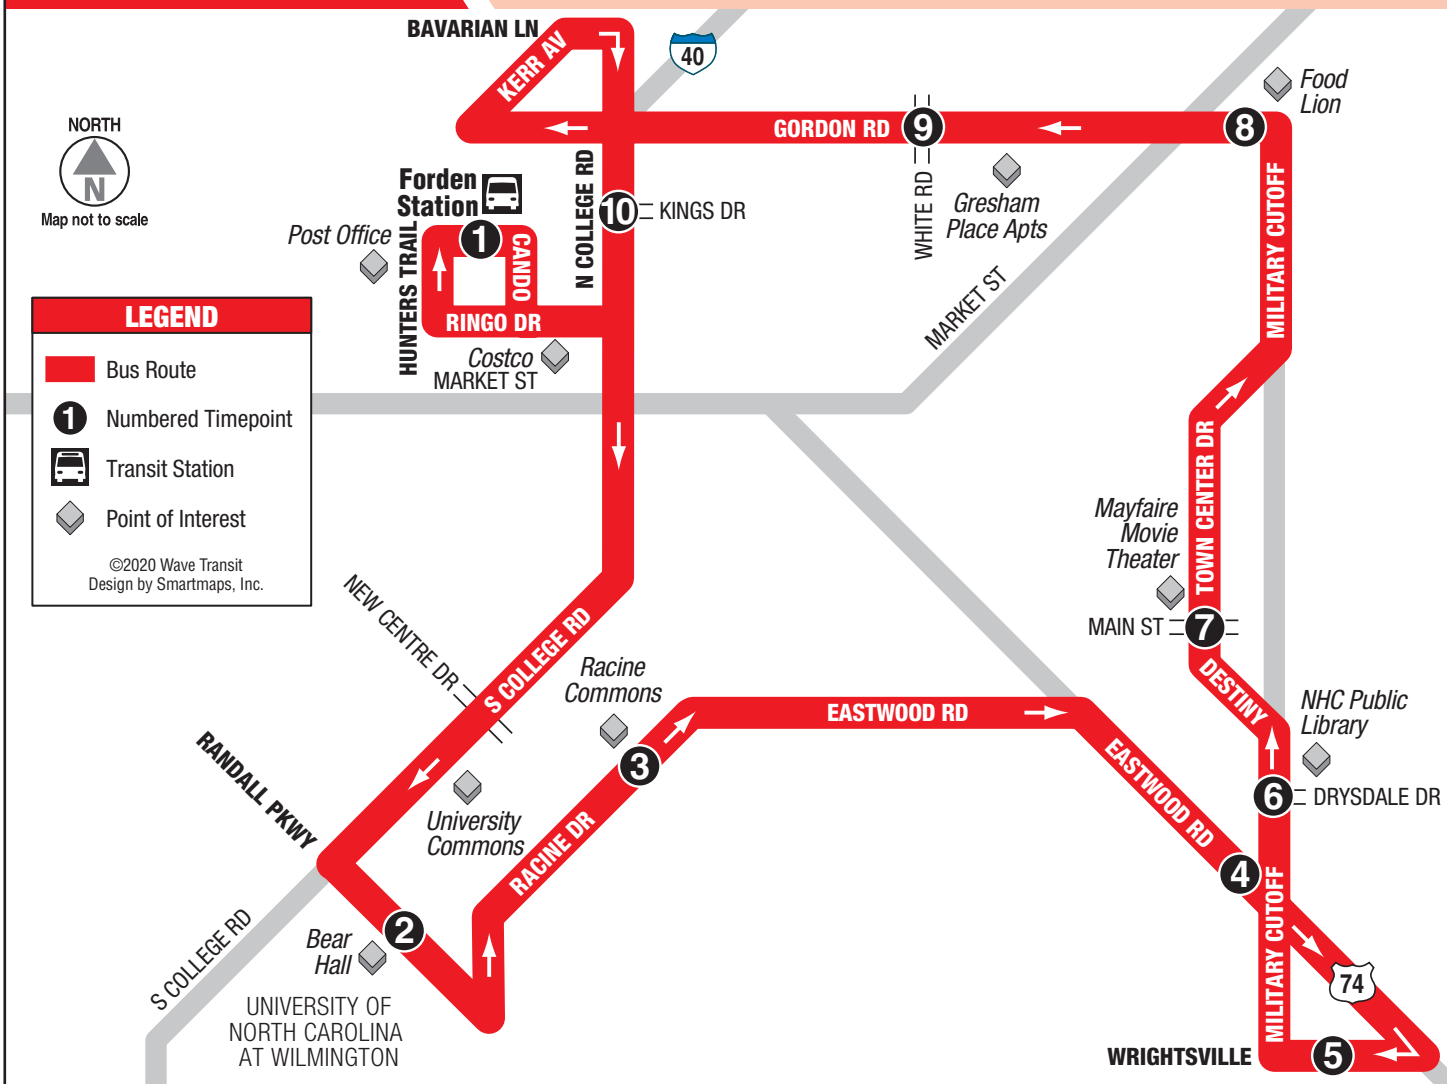 BAVARIAN LN
KERR AV
40
Food
Lion
NORTH
N
Map not to scale
GORDON RD
9
8
Forden
Station
N COLLEGE RD
10
KINGS DR
WHITE RD
Gresham
Place Apts
MILITARY CUTOFF
Post Office
HUNTERS TRAIL
1
CANDO
RINGO DR
Costco
MARKET ST
MARKET ST
LEGEND
Bus Route
1
Numbered Timepoint
Transit Station
Point of Interest
©2020 Wave Transit
Design by Smartmaps, Inc.
TOWN CENTER DR
Mayfaire
Movie
Theater
MAIN ST
7
DESTINY
NEW CENTRE DR
S COLLEGE RD
Racine
Commons
3
EASTWOOD RD
NHC Public
Library
6
DRYSDALE DR
RANDALL PKWY
University
Commons
RACINE DR
EASTWOOD RD
4
MILITARY CUTOFF
2
Bear
Hall
S COLLEGE RD
UNIVERSITY OF
NORTH CAROLINA
AT WILMINGTON
74
WRIGHTSVILLE
5